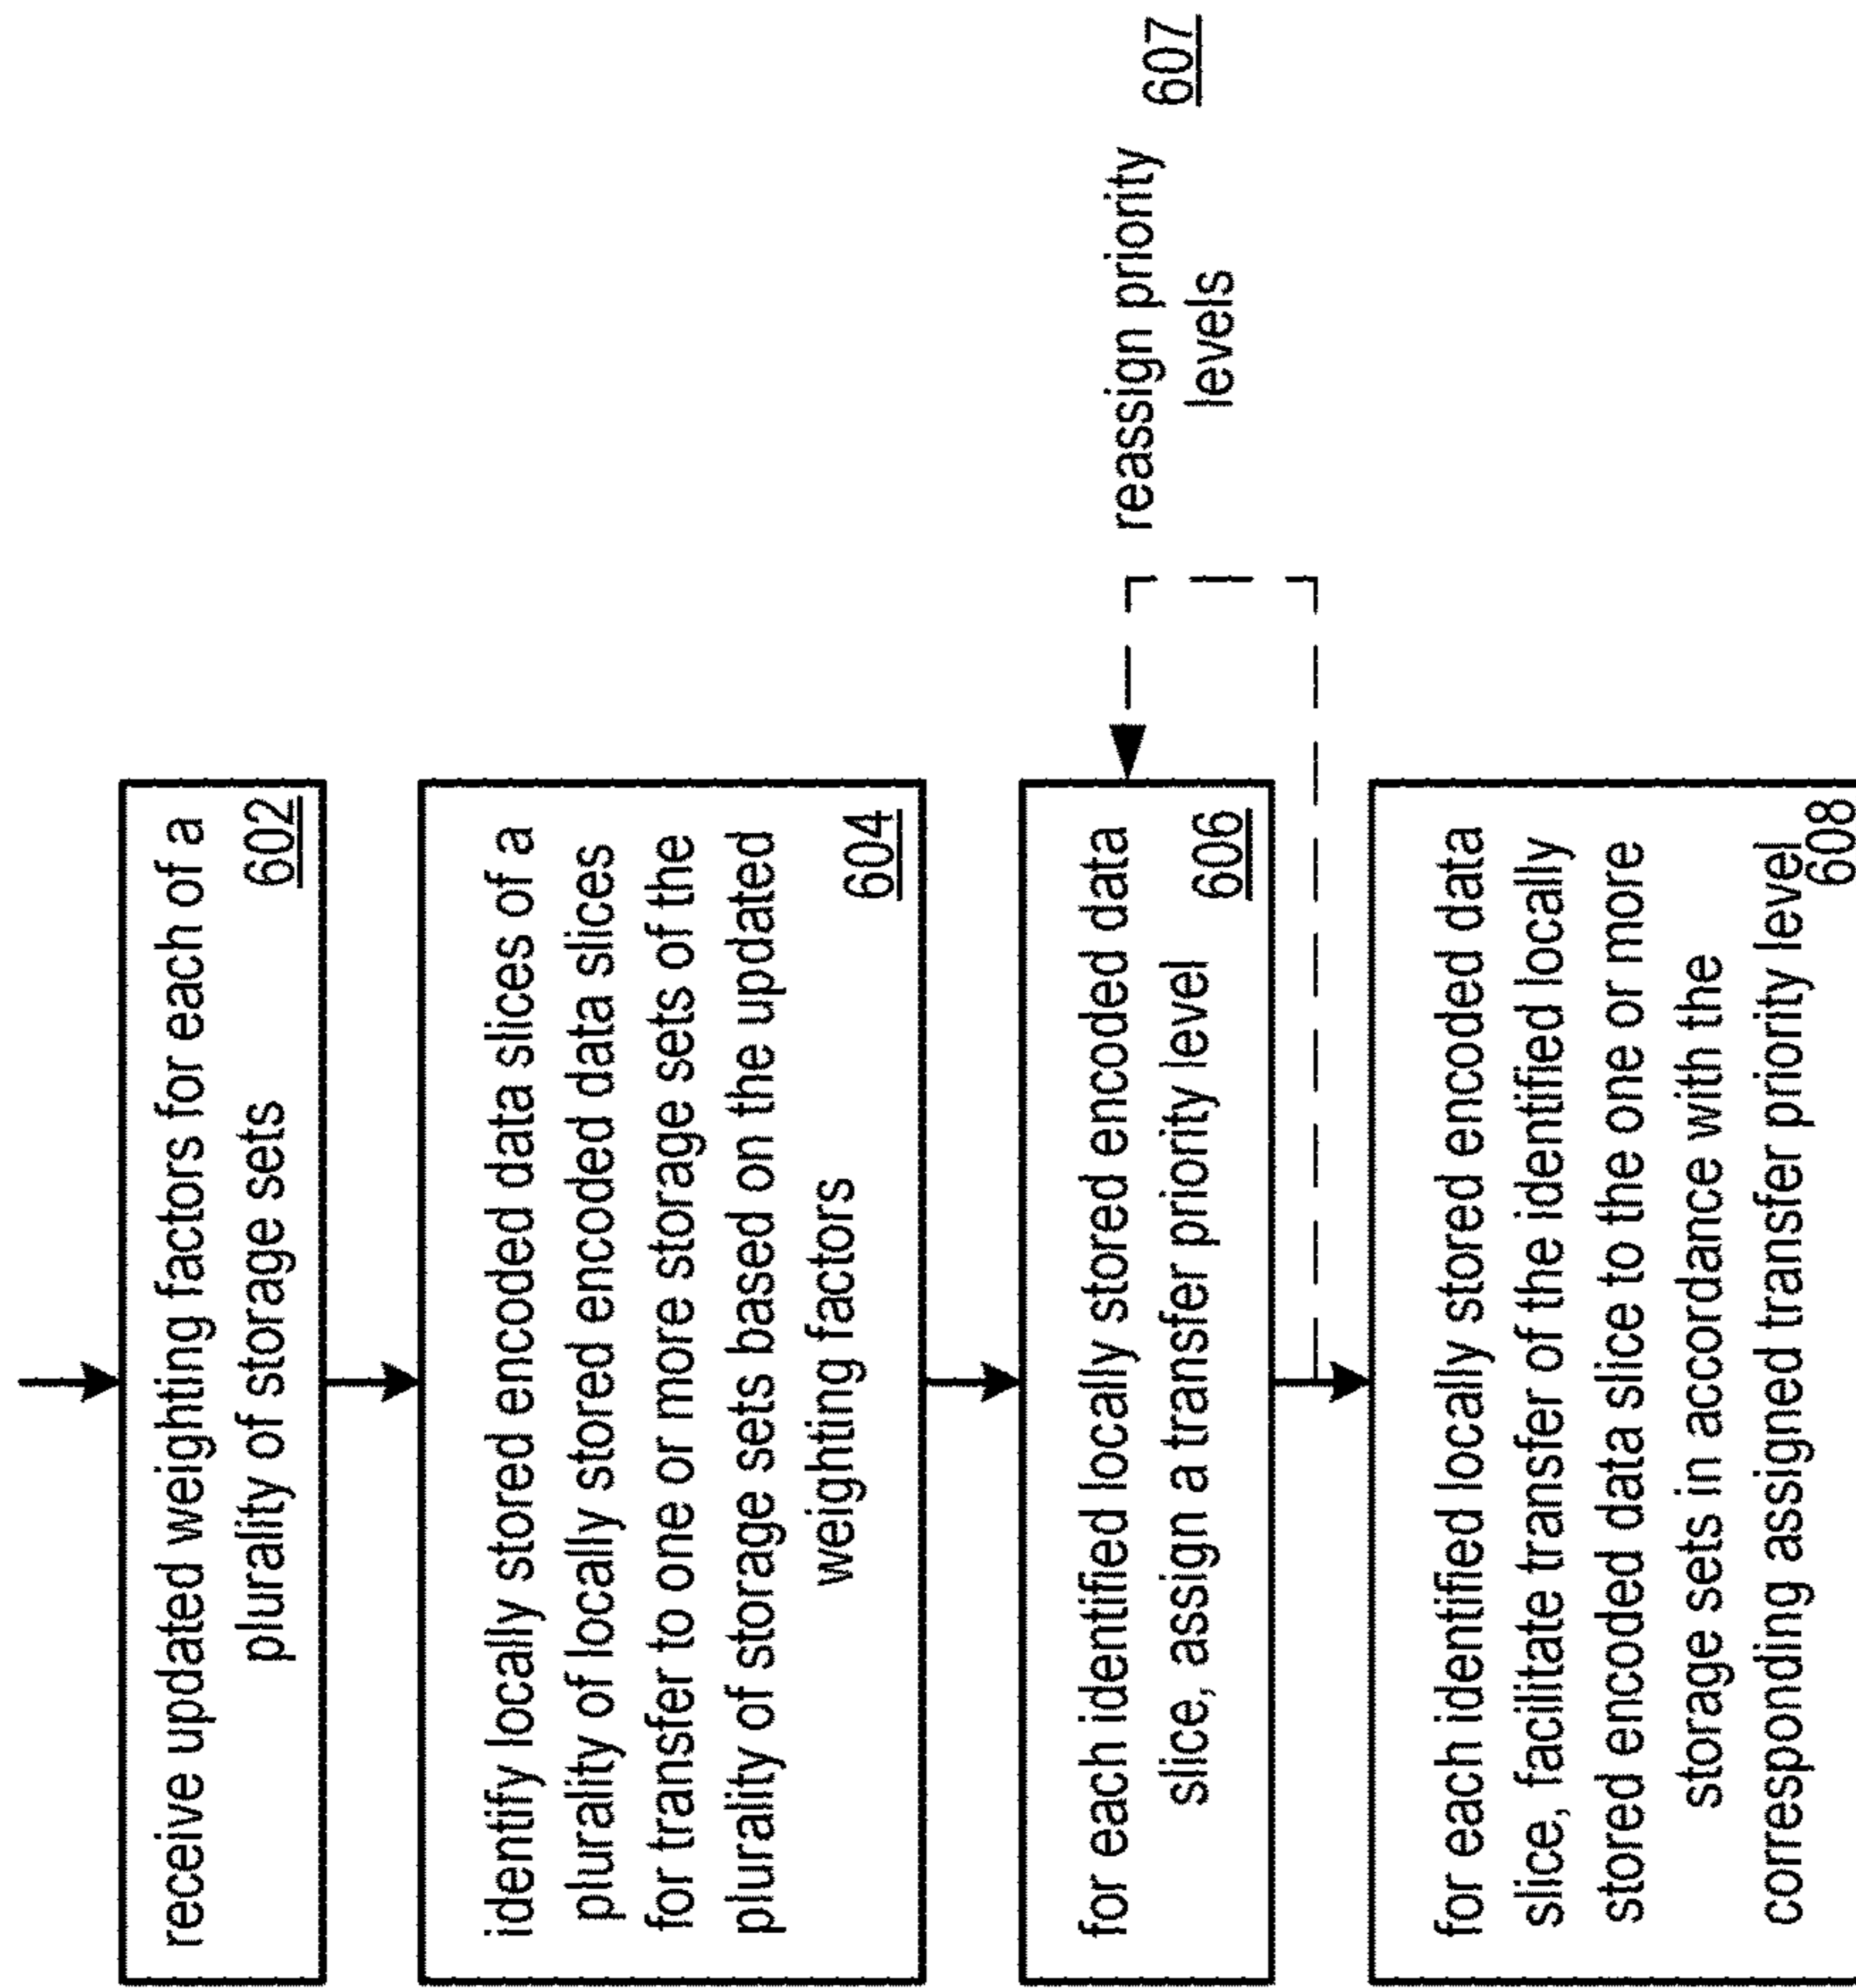 receive updated weighting factors for each of a
plurality of storage sets
602
identify locally stored encoded data slices of a
plurality of locally stored encoded data slices
for transfer to one or more storage sets of the
plurality of storage sets based on the updated
weighting factors
604
for each identified locally stored encoded data
slice, assign a transfer priority level
606
reassign priority
levels
607
for each identified locally stored encoded data
slice, facilitate transfer of the identified locally
stored encoded data slice to the one or more
storage sets in accordance with the
corresponding assigned transfer priority level
608